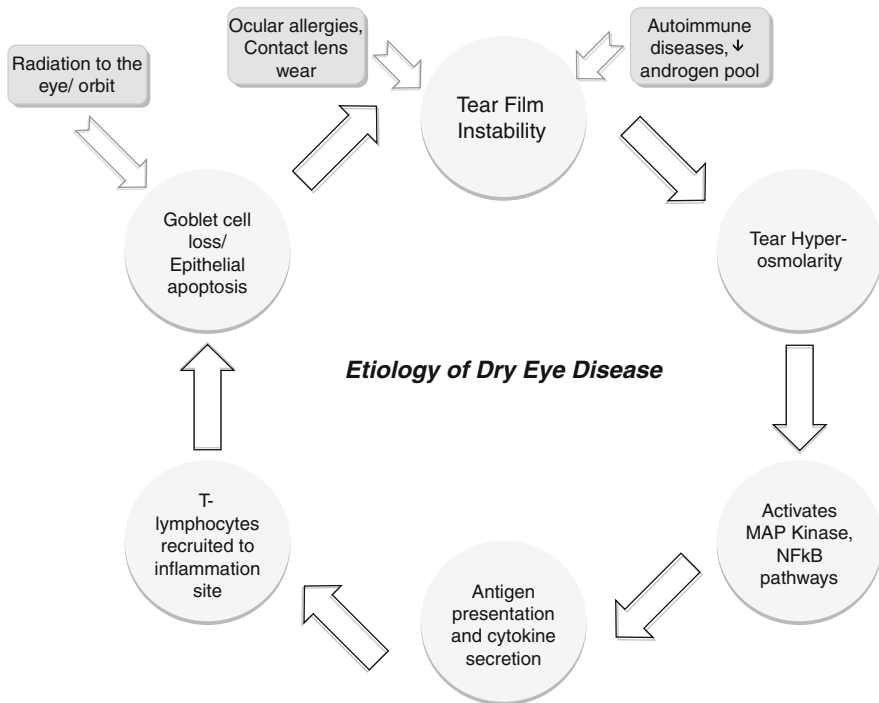 Ocular allergies,
Contact lens
wear
Autoimmune
diseases, ↓
androgen pool
Radiation to the
eye/ orbit
Tear Film
Instability
Goblet cell
loss/
Epithelial
apoptosis
Tear Hyper-
osmolarity
Etiology of Dry Eye Disease
T-
lymphocytes
recruited to
inflammation
site
Activates
MAP Kinase,
NFkB
pathways
Antigen
presentation
and cytokine
secretion